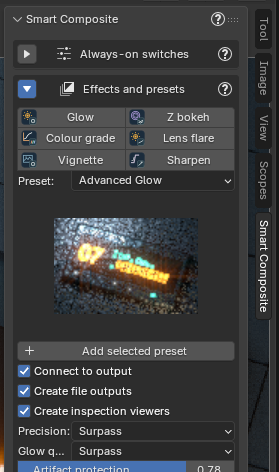 Smart Composite
Always-on switches
Effects and presets
Glow
Z bokeh
Colour grade
Lens flare
Vignette
Sharpen
Preset:
Advanced Glow
07
Add selected preset
Connect to output
Create file outputs
Create inspection viewers
Precision:
Surpass
Glow q...
Surpass
Artifact protection
0.78
Tool
Image
View
Scopes
Smart Composite